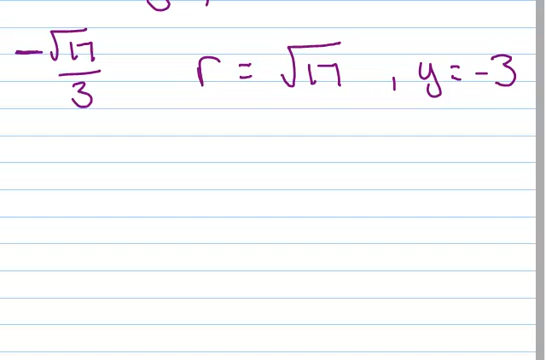 -√17/3 r = √17 , y = -3